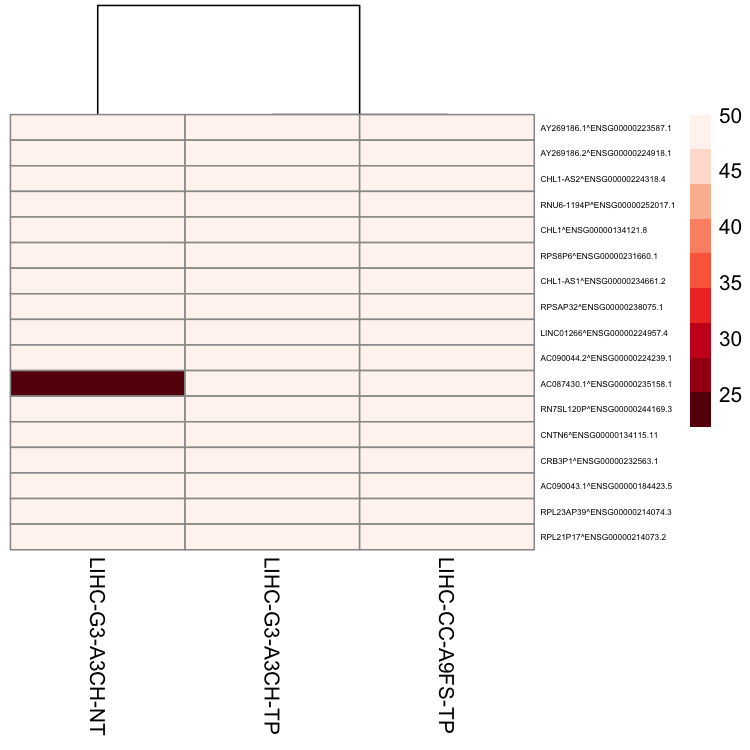 50
AY269186.1^ENSG00000223587.1
AY269186.2^ENSG00000224918.1
45
CHL1-AS2^ENSG00000224318.4
RNU6-1194P^ENSG00000252017.1
40
CHL1^ENSG00000134121.8
RPS8P6^ENSG00000231660.1
CHL1-AS1^ENSG00000234661.2
35
RPSAP32^ENSG00000238075.1
LINC01266^ENSG00000224957.4
30
AC090044.2^ENSG00000224239.1
AC087430.1^ENSG00000235158.1
25
RN7SL120P^ENSG00000244169.3
CNTN6^ENSG00000134115.11
CRB3P1^ENSG00000232563.1
AC090043.1^ENSG00000184423.5
RPL23AP39^ENSG00000214074.3
RPL21P17^ENSG00000214073.2
LIHC-G3-A3CH-NT
LIHC-G3-A3CH-TP
LIHC-CC-A9FS-TP